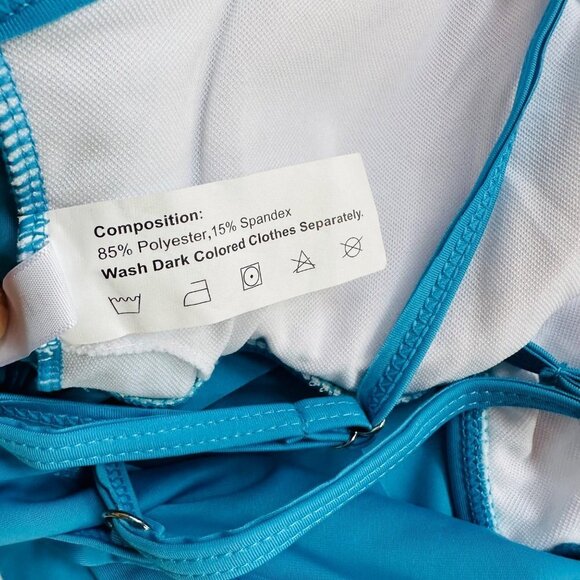 Composition:
85% Polyester,15% Spandex
Wash Dark Colored Clothes Separately.